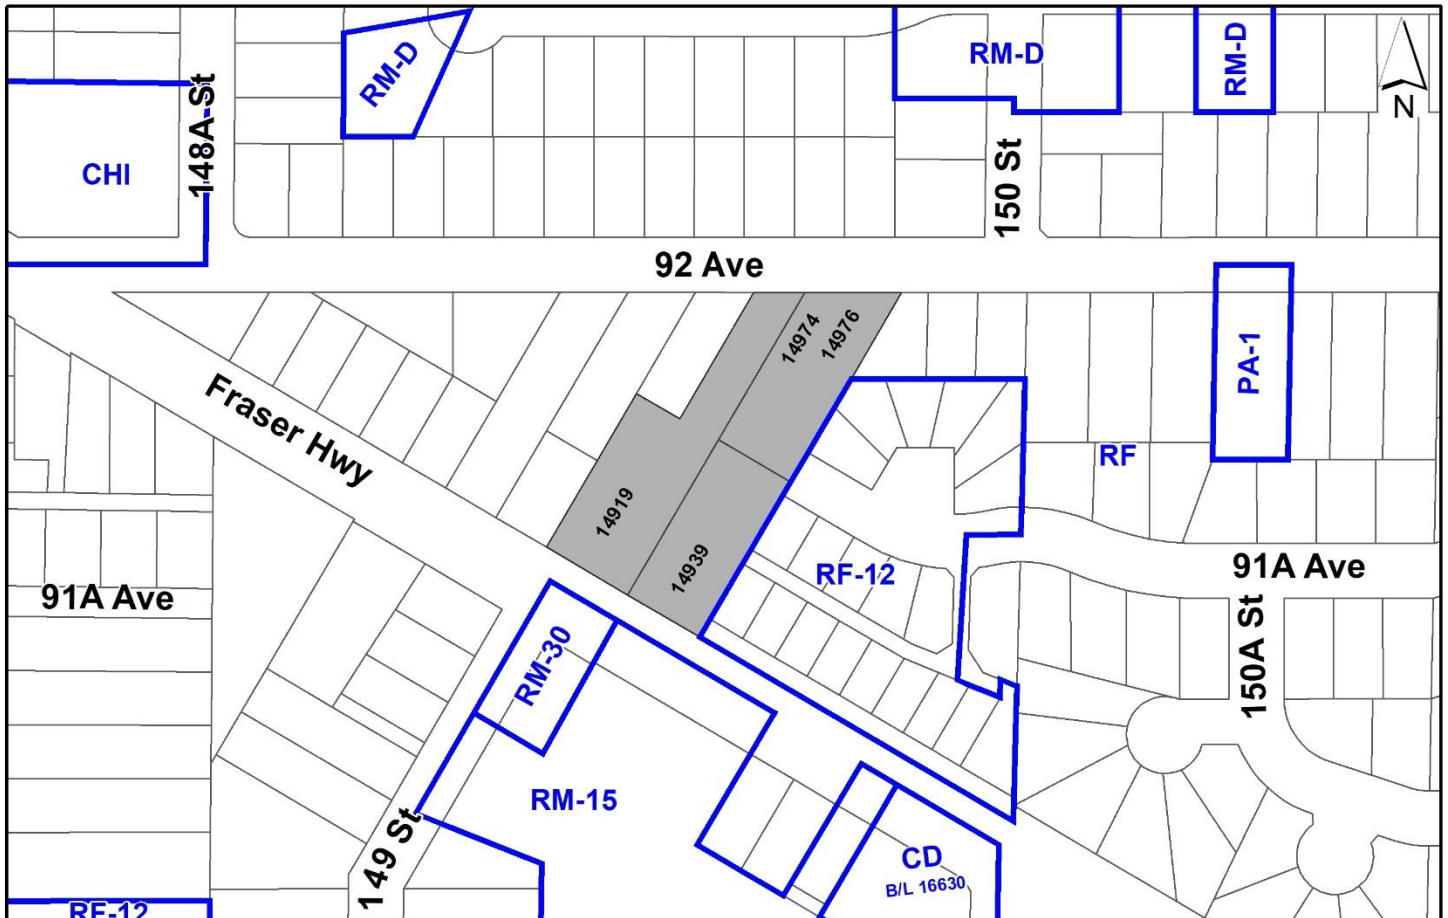 RM-D
RM-D
RM-D
N
148A St
CHI
150 St
92 Ave
14974
14976
PA-1
Fraser Hwy
RF
14919
14939
RF-12
91A Ave
91A Ave
150A St
RM-30
RM-15
149 St
CD
B/L 16630
RF-12